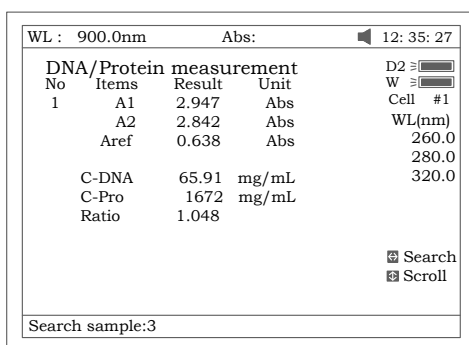 WL : 900.0nm Abs: 12: 35: 27
DNA/Protein measurement
No Items Result Unit
1 A1 2.947 Abs
A2 2.842 Abs
Aref 0.638 Abs
C-DNA 65.91 mg/mL
C-Pro 1672 mg/mL
Ratio 1.048
D2
W
Cell #1
WL(nm)
260.0
280.0
320.0
Search
Scroll
Search sample:3